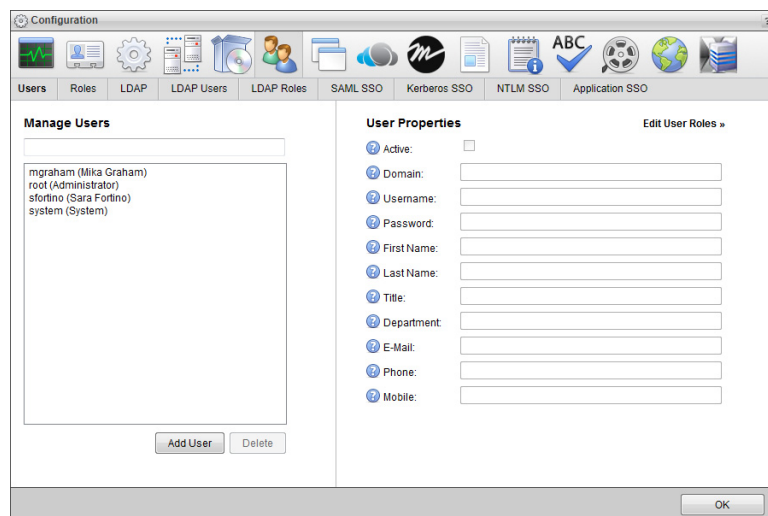 Configuration
ABC
Users Roles LDAP LDAP Users LDAP Roles SAML SSO Kerberos SSO NTLM SSO Application SSO
Manage Users
mgraham (Mika Graham)
root (Administrator)
sfortino (Sara Fortino)
system (System)
Add User Delete
User Properties Edit User Roles »
? Active:
? Domain:
? Username:
? Password:
? First Name:
? Last Name:
? Title:
? Department:
? E-Mail:
? Phone:
? Mobile:
OK